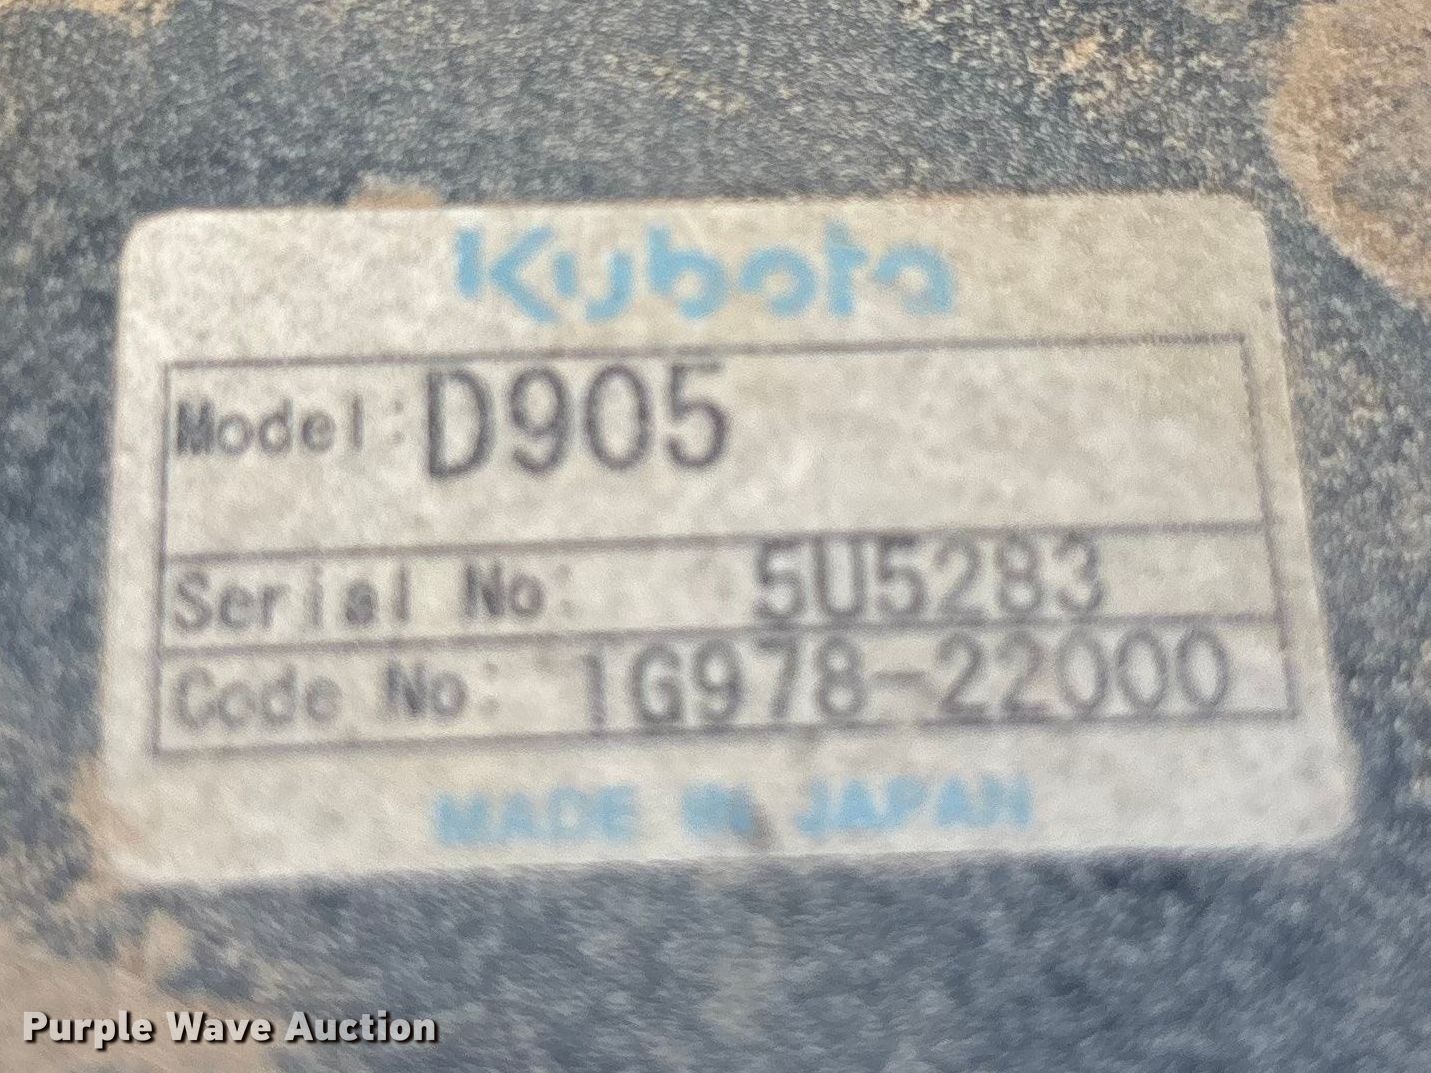 Kubota
Model: D905
Serial No: 5U5283
Code No: 1G978-22000
MADE IN JAPAN
Purple Wave Auction